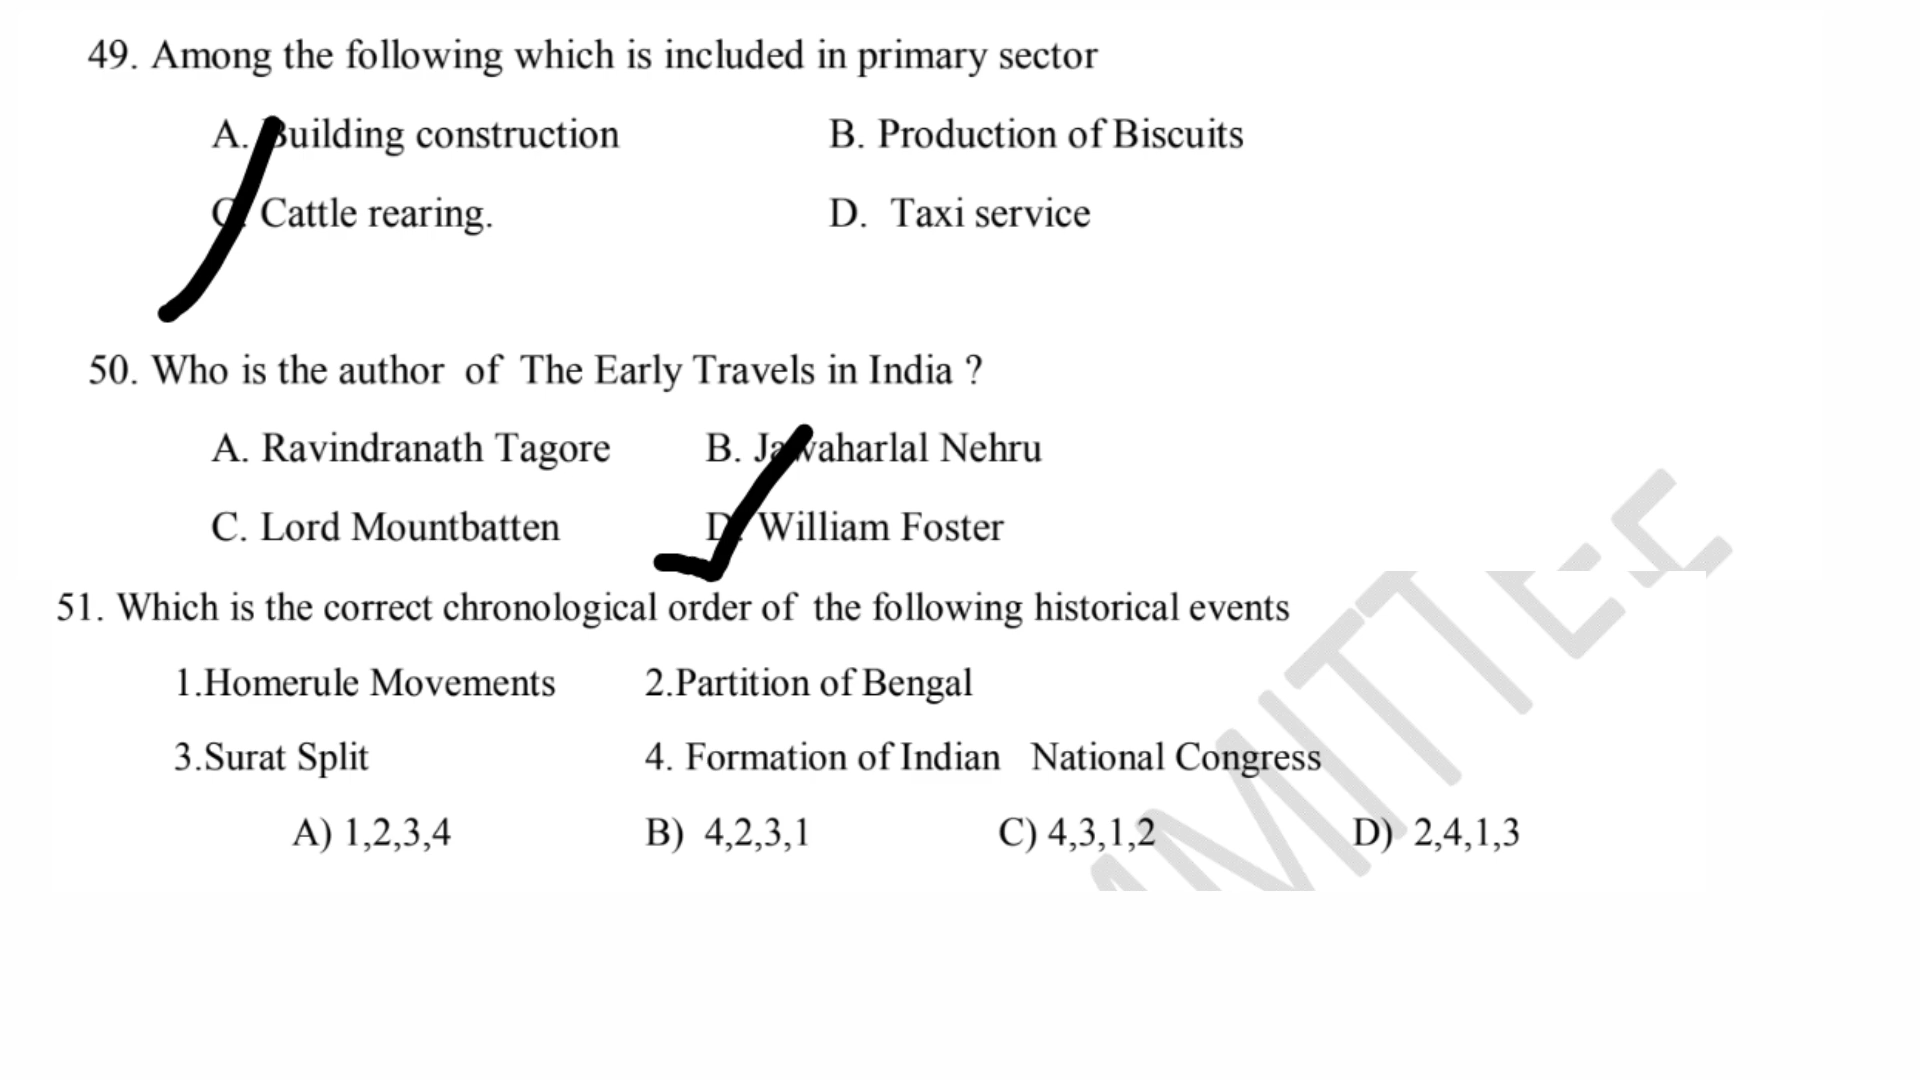 49. Among the following which is included in primary sector
A. Building construction B. Production of Biscuits
C. Cattle rearing. D. Taxi service
50. Who is the author of The Early Travels in India ?
A. Ravindranath Tagore B. Jawaharlal Nehru
C. Lord Mountbatten D. William Foster
51. Which is the correct chronological order of the following historical events
1.Homerule Movements 2.Partition of Bengal
3.Surat Split 4. Formation of Indian National Congress
A) 1,2,3,4 B) 4,2,3,1 C) 4,3,1,2 D) 2,4,1,3